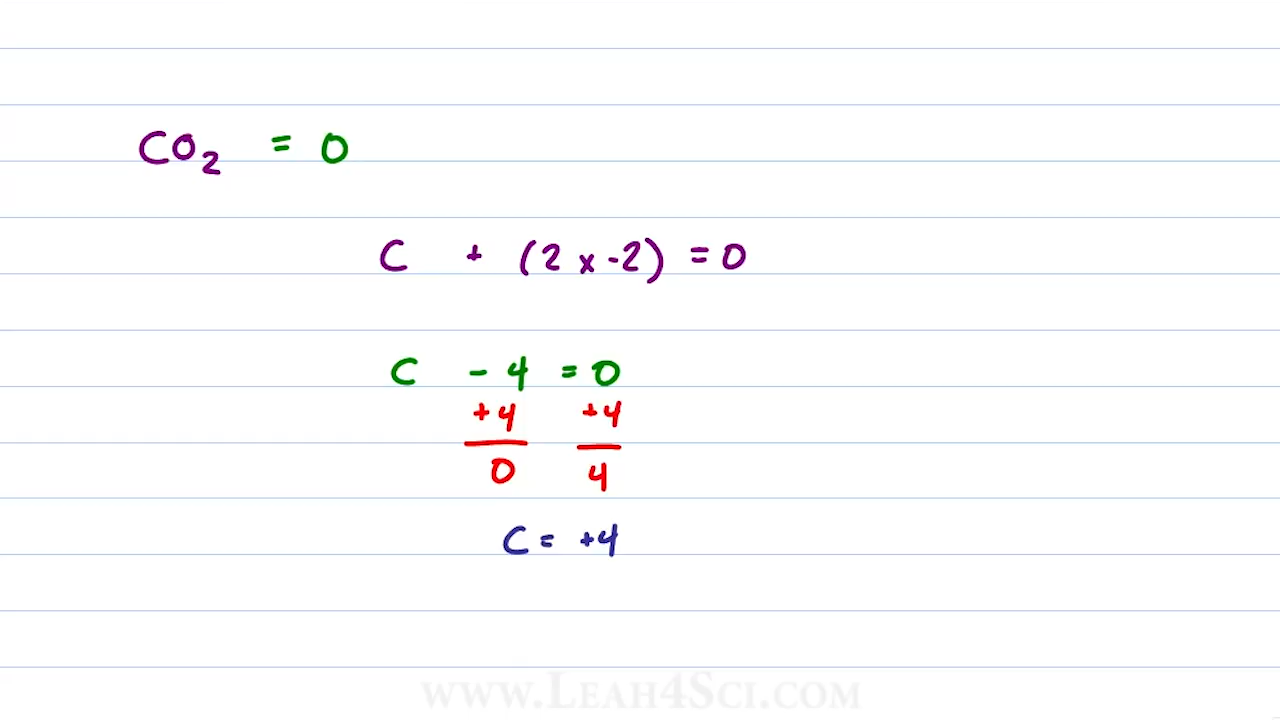 CO₂ = 0
C + (2 x -2) = 0
C - 4 = 0
+4 +4
0 4
C = +4
www.Leah4Sci.com